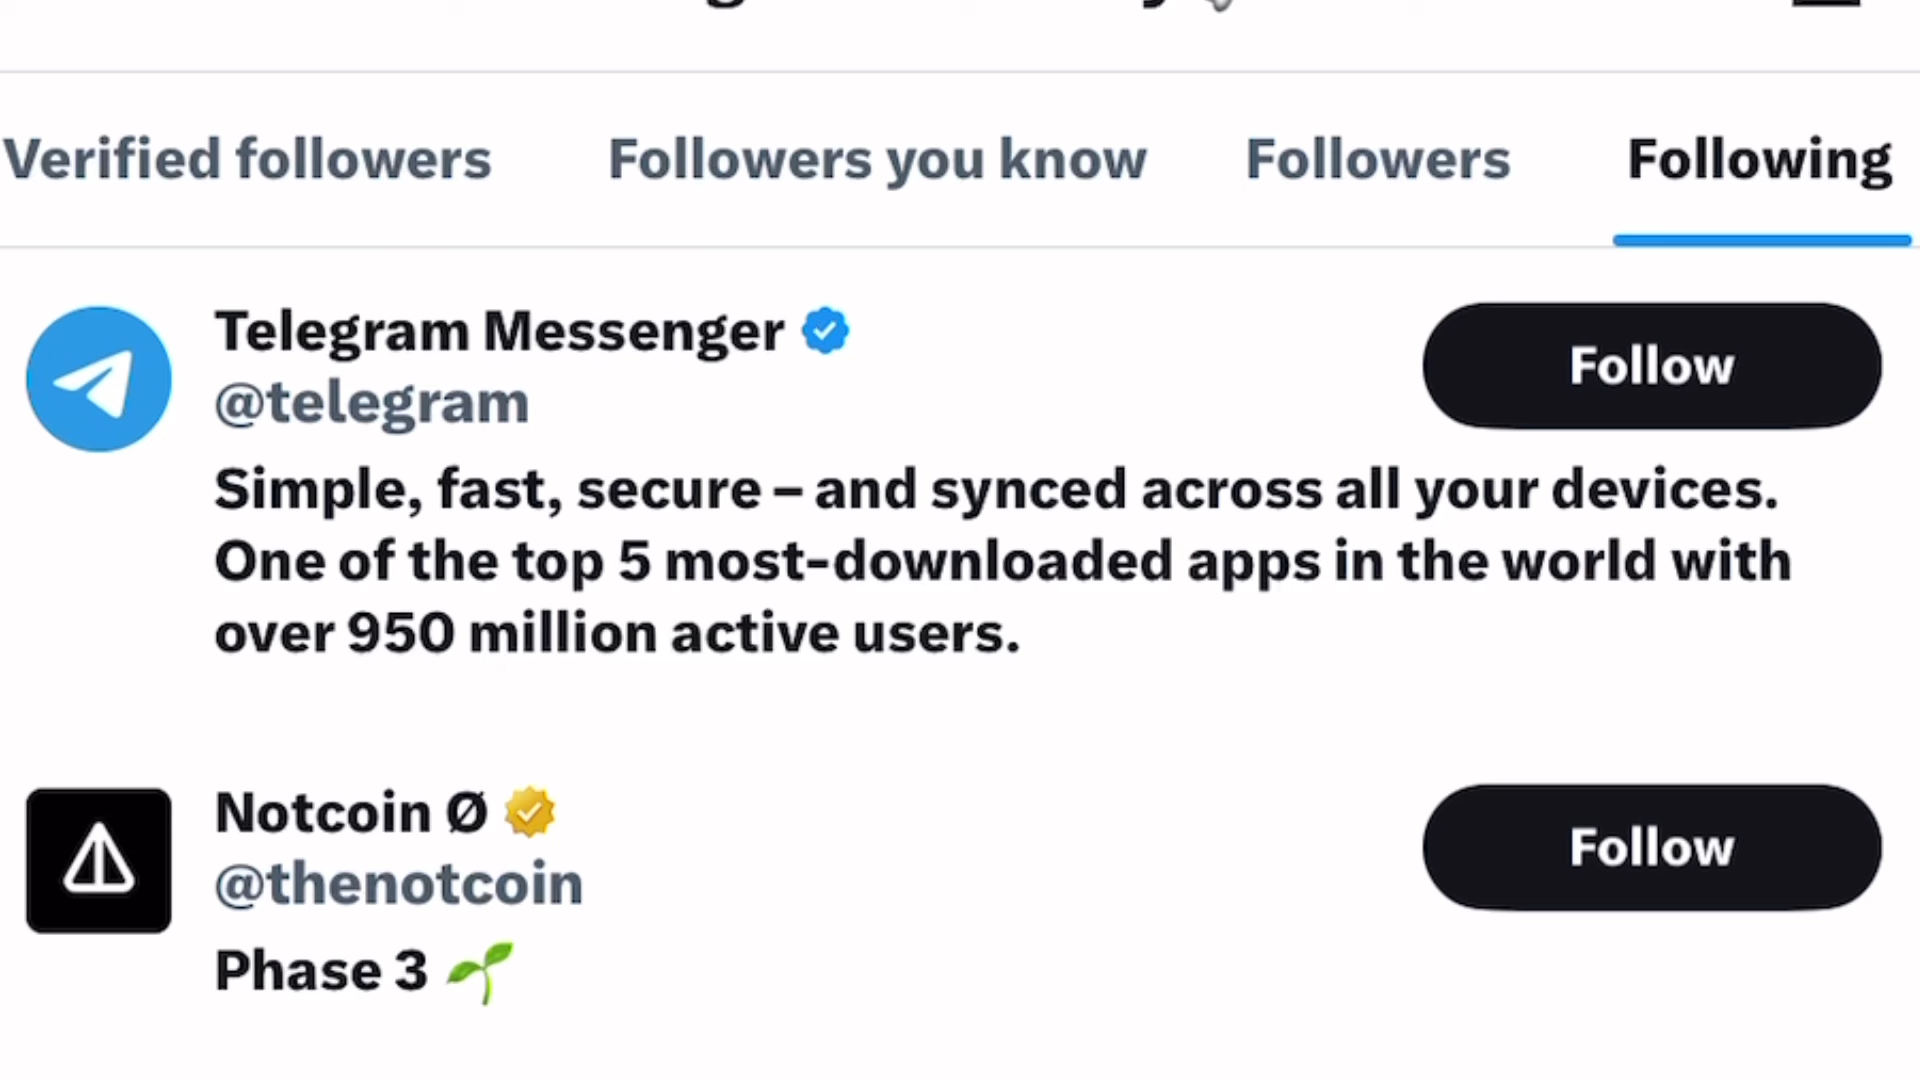 Verified followers Followers you know Followers Following
Telegram Messenger
@telegram
Follow
Simple, fast, secure – and synced across all your devices.
One of the top 5 most-downloaded apps in the world with
over 950 million active users.
Notcoin Ø
@thenotcoin
Follow
Phase 3 🌱